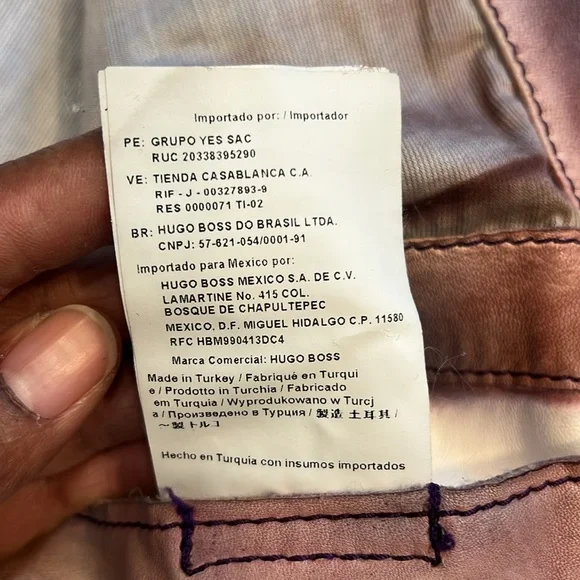 Importado por: / Importador
PE: GRUPO YES SAC
RUC 20338395290
VE: TIENDA CASABLANCA C.A.
RIF - J - 00327893-9
RES 0000071 TI-02
BR: HUGO BOSS DO BRASIL LTDA.
CNPJ: 57-621-054/0001-91
Importado para Mexico por:
HUGO BOSS MEXICO S.A. DE C.V.
LAMARTINE No. 415 COL.
BOSQUE DE CHAPULTEPEC
MEXICO, D.F. MIGUEL HIDALGO C.P. 11580
RFC HBM990413DC4
Marca Comercial: HUGO BOSS
Made in Turkey / Fabriqué en Turqui
e / Prodotto in Turchia / Fabricado
em Turquia / Wyprodukowano w Turcj
a / Произведено в Турции / 製造 土耳其 /
～製 トルコ
Hecho en Turquia con insumos importados